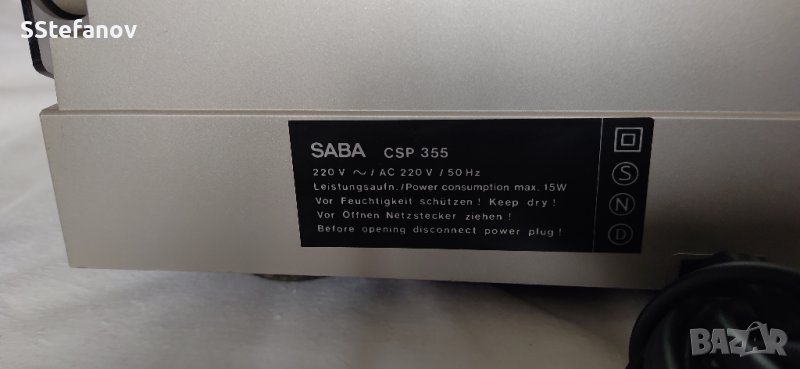 SStefanov
SABA CSP 355
220 V ~ / AC 220 V / 50 Hz
Leistungsaufn./Power consumption max. 15W
Vor Feuchtigkeit schützen! Keep dry!
Vor Öffnen Netzstecker ziehen!
Before opening disconnect power plug!
S
N
D
BAZAR